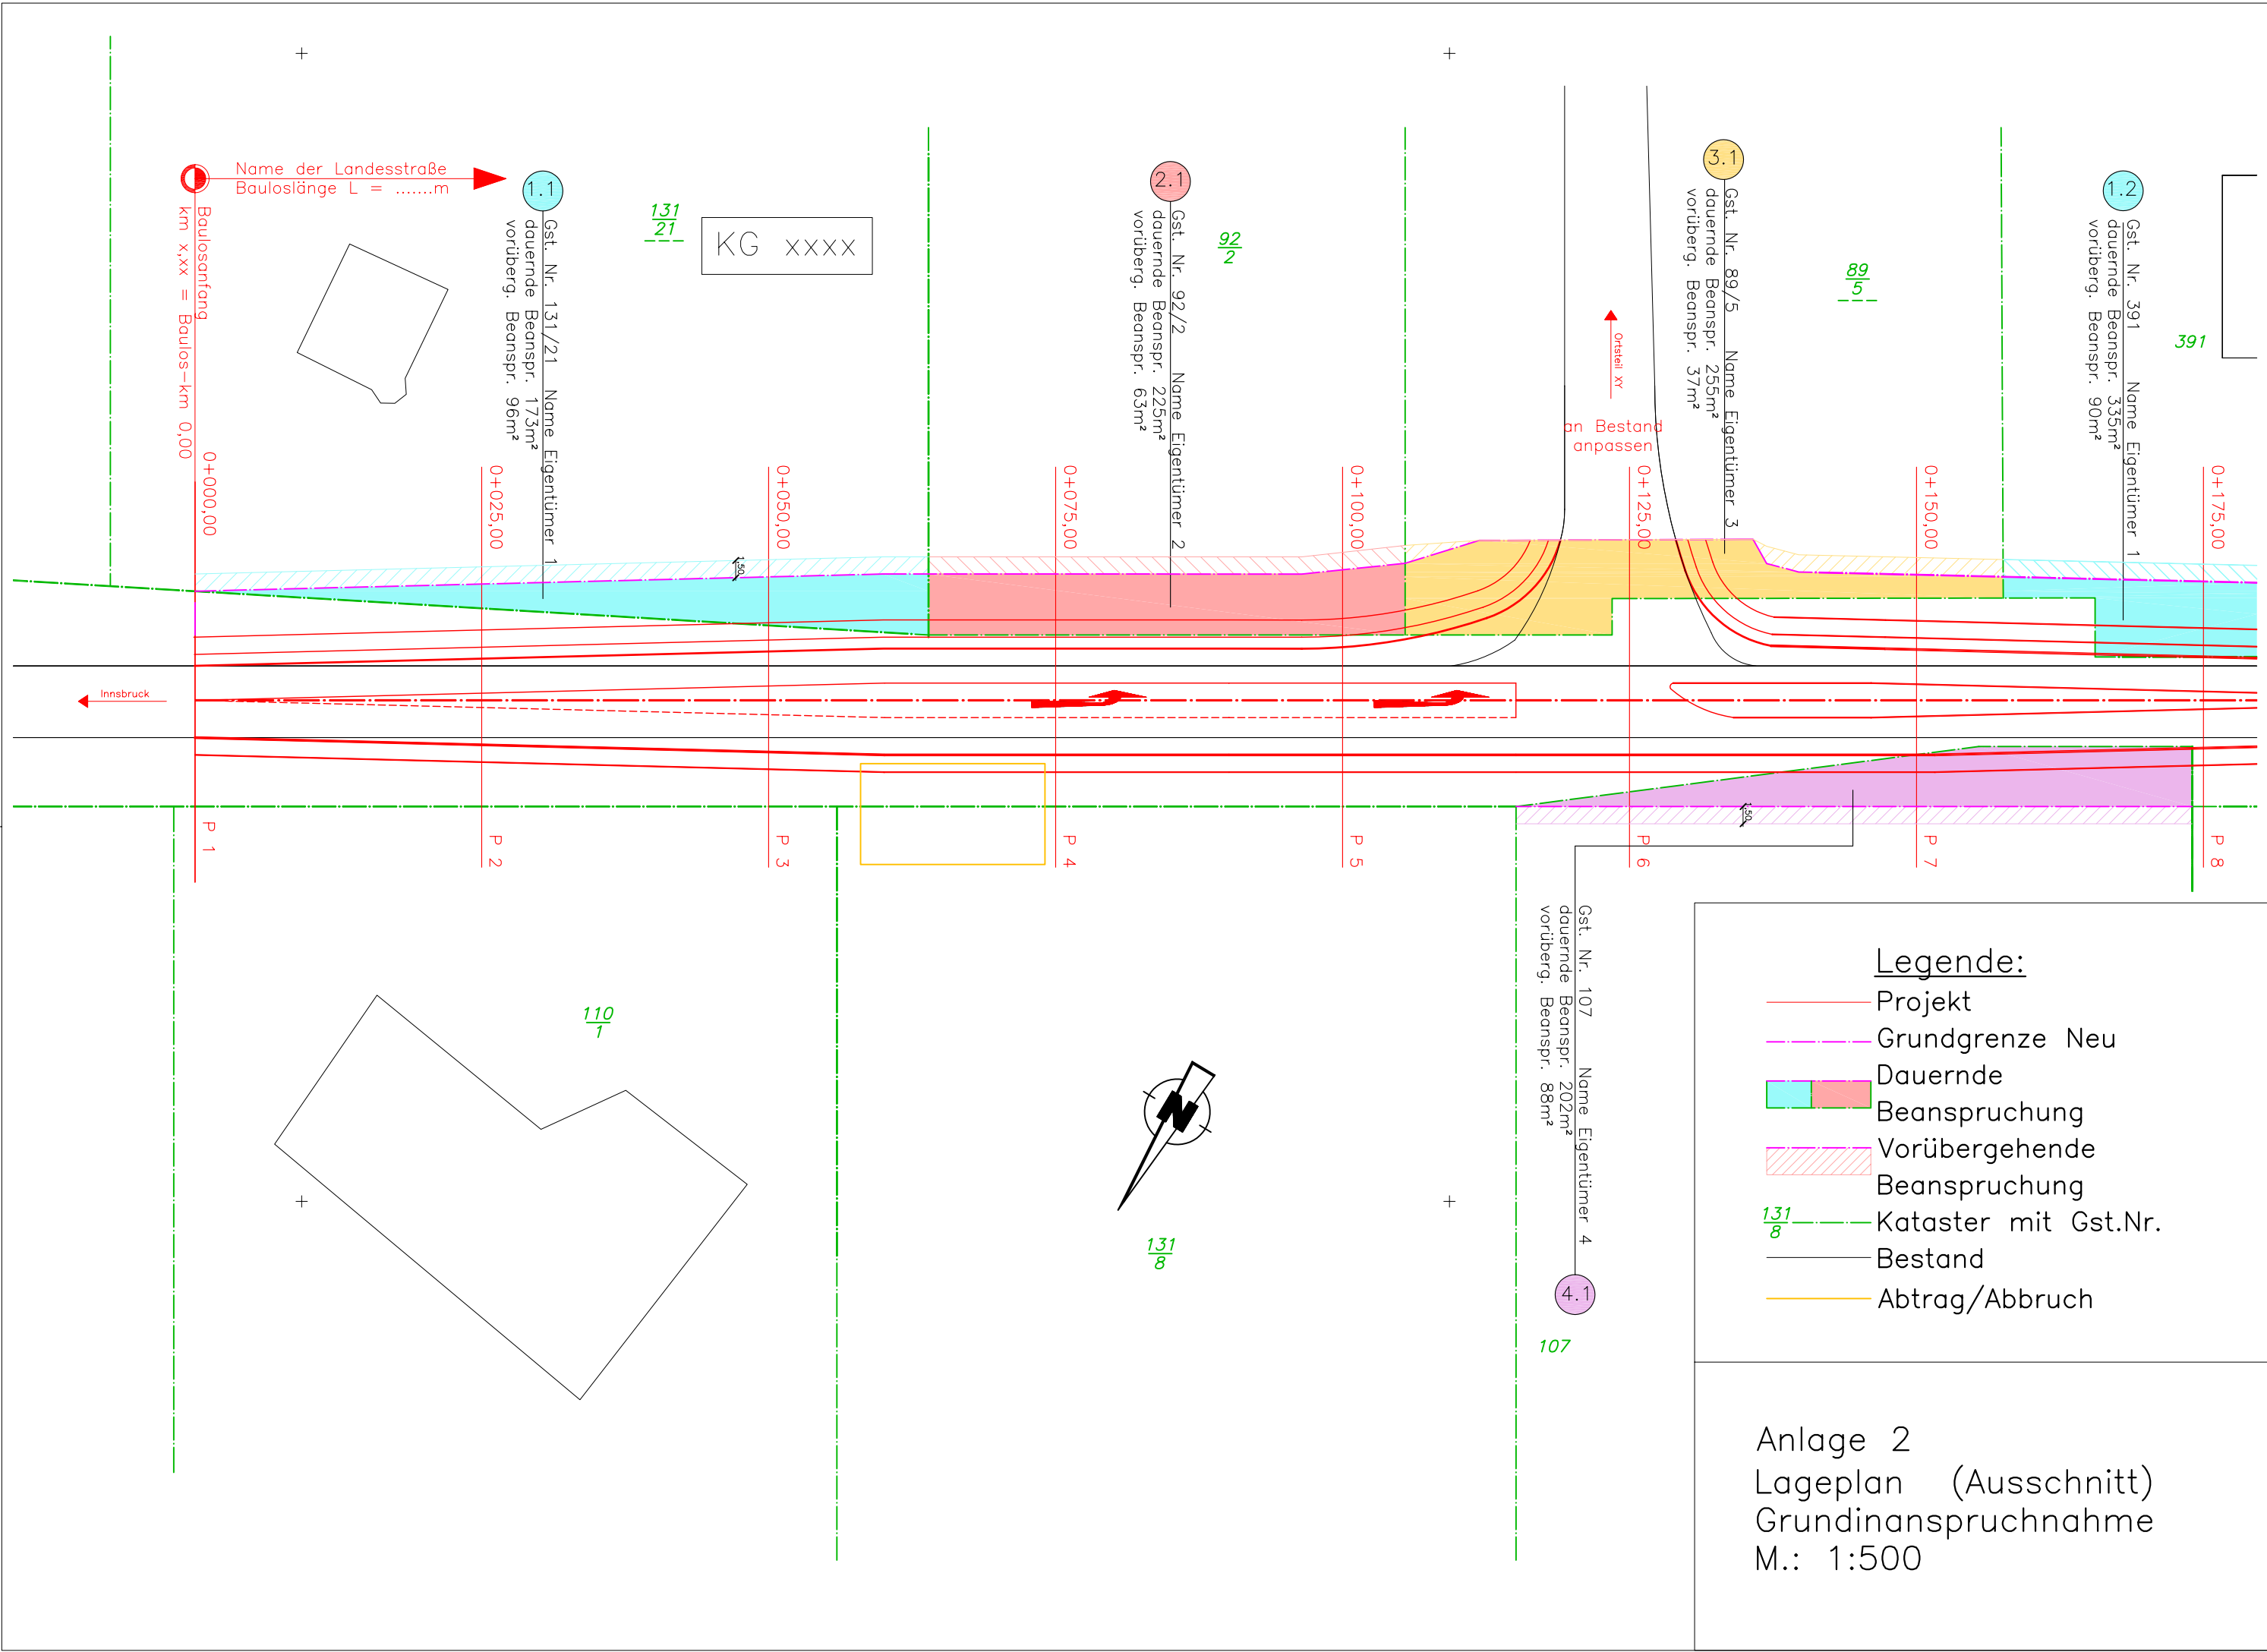 Name der Landesstraße
Bauloslänge L = .......m
Baulosanfang
km x,xx = Baulos-km 0,00
1.1
Gst. Nr. 131/21 Name Eigentümer 1
dauernde Beanspr. 173m²
vorüberg. Beanspr. 96m²
131
21
KG xxxx
2.1
Gst. Nr. 92/2 Name Eigentümer 2
dauernde Beanspr. 225m²
vorüberg. Beanspr. 63m²
92
2
3.1
Gst. Nr. 89/5 Name Eigentümer 3
dauernde Beanspr. 255m²
vorüberg. Beanspr. 37m²
89
5
1.2
Gst. Nr. 391 Name Eigentümer 1
dauernde Beanspr. 335m²
vorüberg. Beanspr. 90m²
391
Ortsteil XY
an Bestand
anpassen
0+000,00
0+025,00
0+050,00
0+075,00
0+100,00
0+125,00
0+150,00
0+175,00
1.50
Innsbruck
1.50
P 1
P 2
P 3
P 4
P 5
P 6
P 7
P 8
110
1
N
131
8
Gst. Nr. 107 Name Eigentümer 4
dauernde Beanspr. 202m²
vorüberg. Beanspr. 88m²
4.1
107
Legende:
Projekt
Grundgrenze Neu
Dauernde
Beanspruchung
Vorübergehende
Beanspruchung
131
8
Kataster mit Gst.Nr.
Bestand
Abtrag/Abbruch
Anlage 2
Lageplan (Ausschnitt)
Grundinanspruchnahme
M.: 1:500